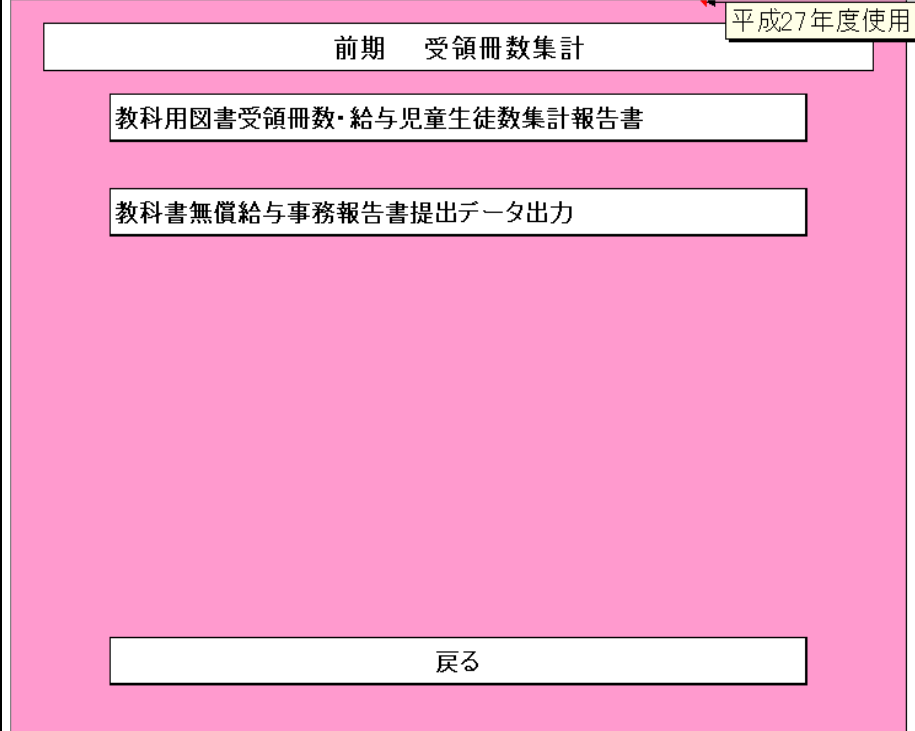 平成27年度使用
前期 受領冊数集計
教科用図書受領冊数・給与児童生徒数集計報告書
教科書無償給与事務報告書提出データ出力
戻る